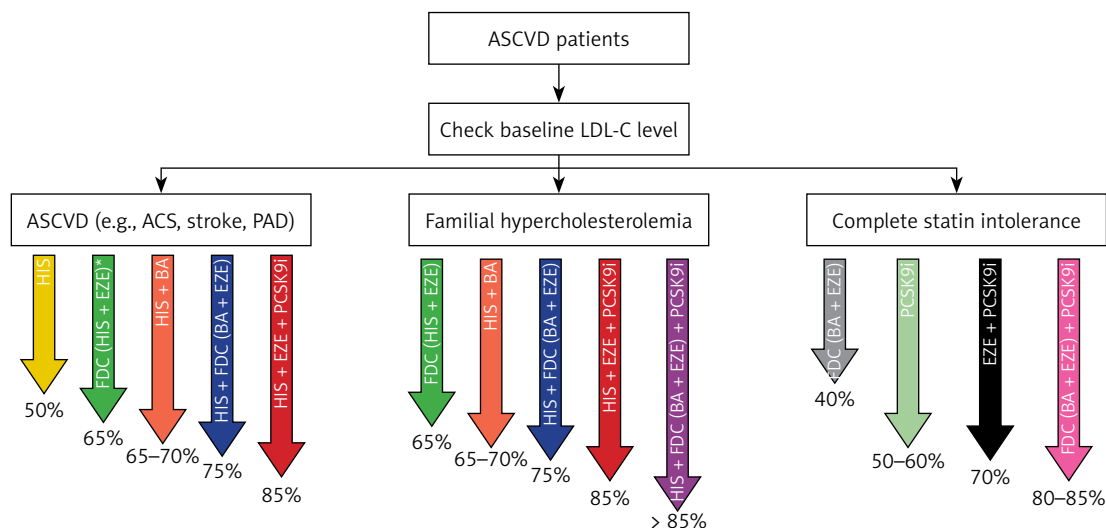 ASCVD patients
Check baseline LDL-C level
ASCVD (e.g., ACS, stroke, PAD)
HIS
50%
FDC (HIS + EZE)*
65%
HIS + BA
65–70%
HIS + FDC (BA + EZE)
75%
HIS + EZE + PCSK9i
85%
Familial hypercholesterolemia
FDC (HIS + EZE)
65%
HIS + BA
65–70%
HIS + FDC (BA + EZE)
75%
HIS + EZE + PCSK9i
85%
HIS + FDC (BA + EZE) + PCSK9i
> 85%
Complete statin intolerance
FDC (BA + EZE)
40%
PCSK9i
50–60%
EZE + PCSK9i
70%
FDC (BA + EZE) + PCSK9i
80–85%